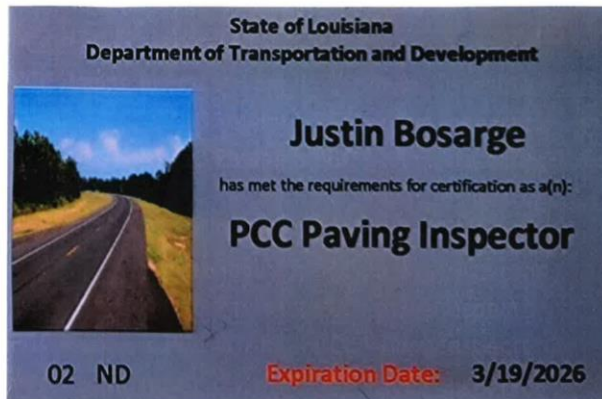 State of Louisiana
Department of Transportation and Development
Justin Bosarge
has met the requirements for certification as a(n):
PCC Paving Inspector
02 ND
Expiration Date: 3/19/2026